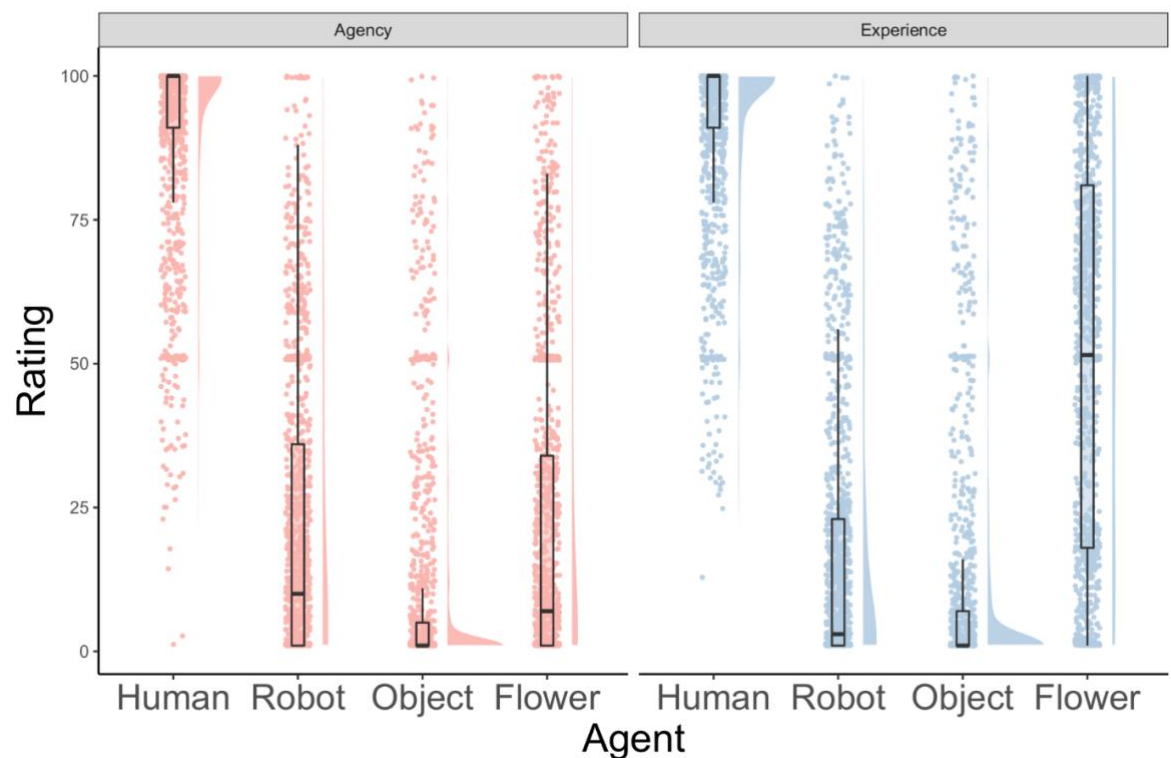 Agency
Experience
Rating
100
75
50
25
0
Human Robot Object Flower
Human Robot Object Flower
Agent